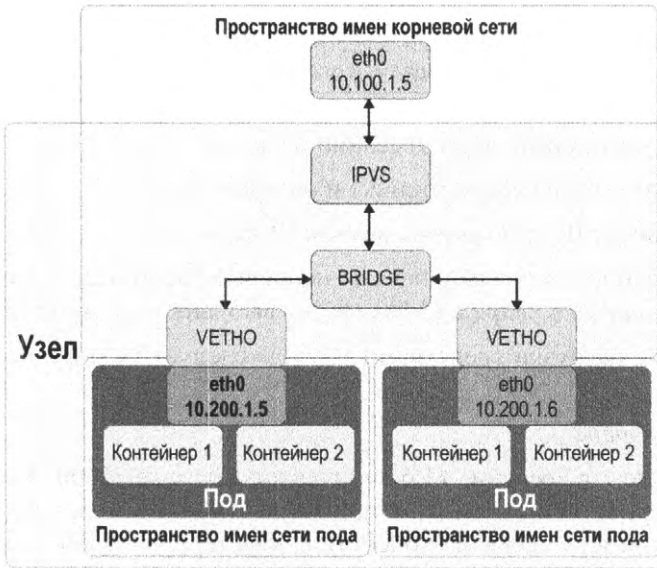 Пространство имен корневой сети
eth0
10.100.1.5
IPVS
BRIDGE
VETHO
VETHO
Узел
eth0
10.200.1.5
eth0
10.200.1.6
Контейнер 1
Контейнер 2
Контейнер 1
Контейнер 2
Под
Под
Пространство имен сети пода
Пространство имен сети пода